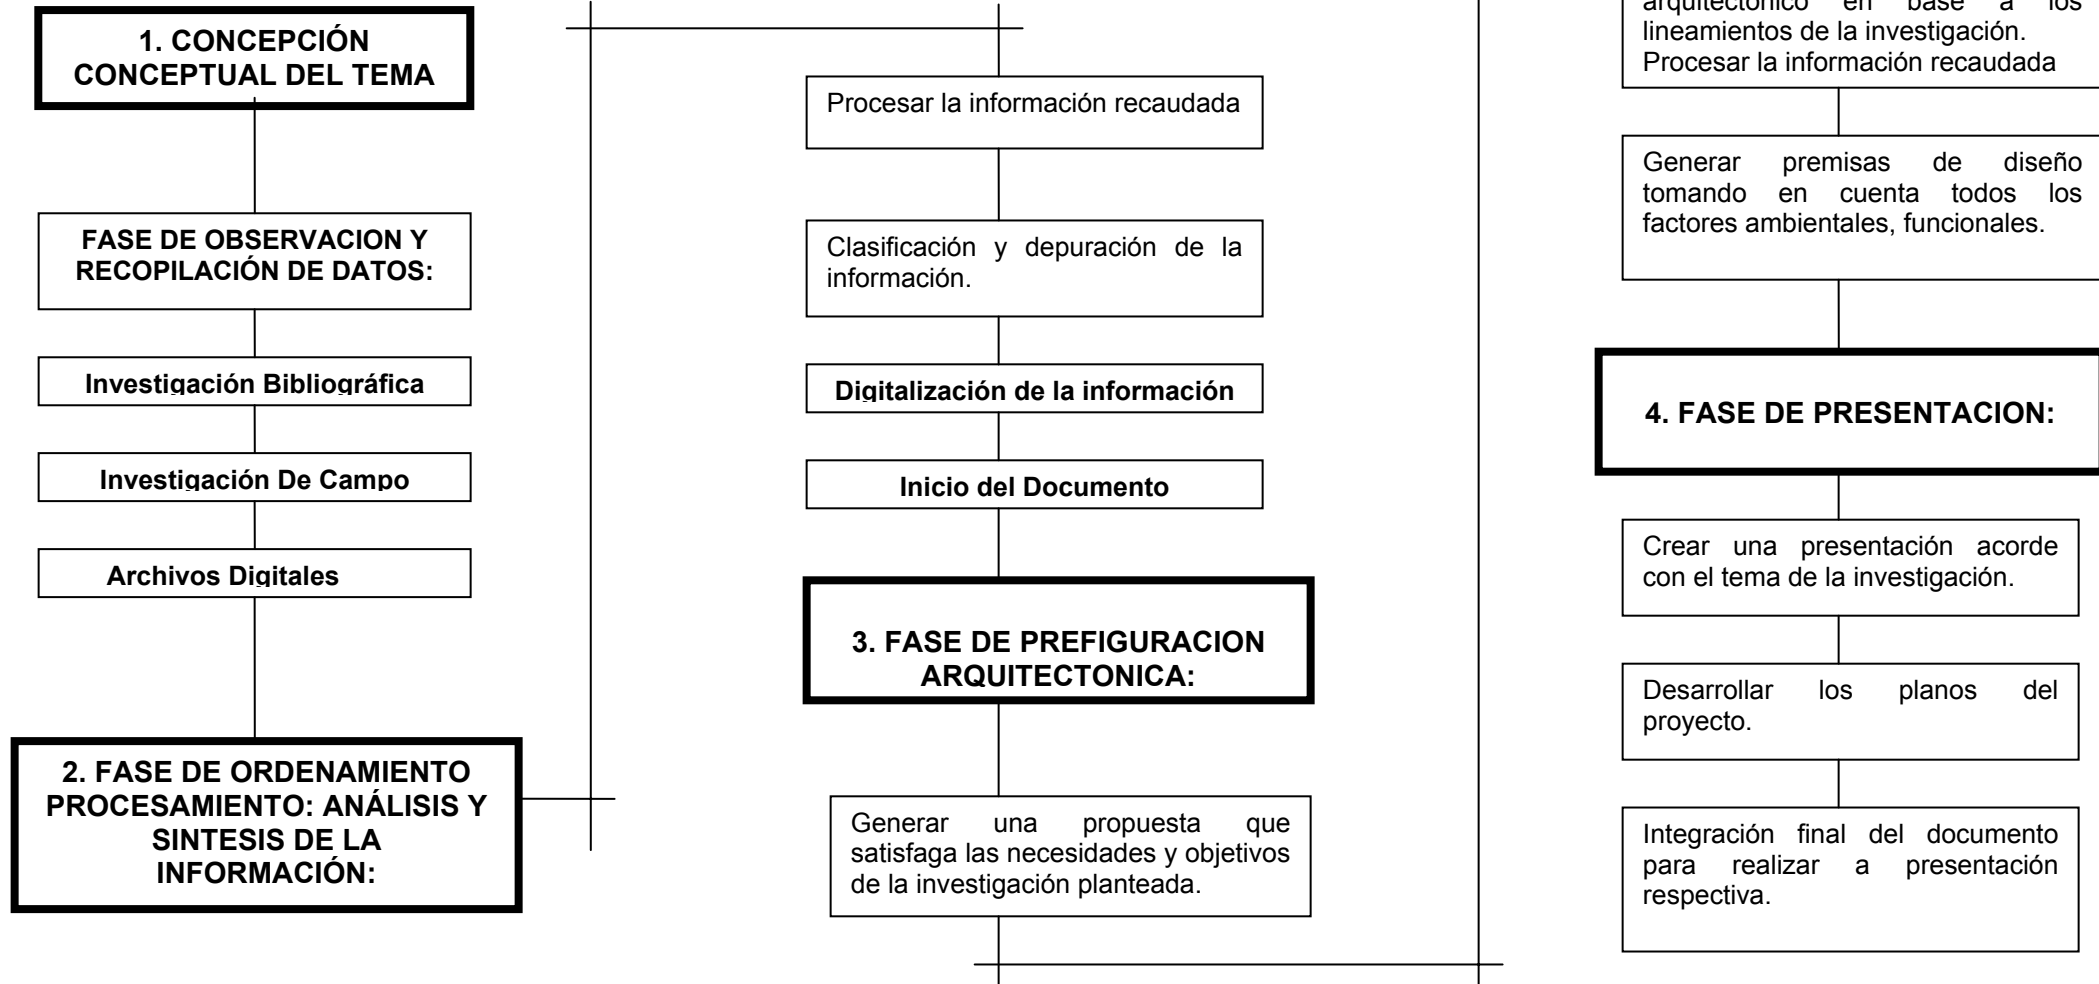 1. CONCEPCIÓN
CONCEPTUAL DEL TEMA
FASE DE OBSERVACION Y
RECOPILACIÓN DE DATOS:
Investigación Bibliográfica
Investigación De Campo
Archivos Digitales
2. FASE DE ORDENAMIENTO
PROCESAMIENTO: ANÁLISIS Y
SINTESIS DE LA
INFORMACIÓN:
Procesar la información recaudada
Clasificación y depuración de la
información.
Digitalización de la información
Inicio del Documento
3. FASE DE PREFIGURACION
ARQUITECTONICA:
Generar una propuesta que
satisfaga las necesidades y objetivos
de la investigación planteada.
arquitectónico en base a los
lineamientos de la investigación.
Procesar la información recaudada
Generar premisas de diseño
tomando en cuenta todos los
factores ambientales, funcionales.
4. FASE DE PRESENTACION:
Crear una presentación acorde
con el tema de la investigación.
Desarrollar los planos del
proyecto.
Integración final del documento
para realizar a presentación
respectiva.